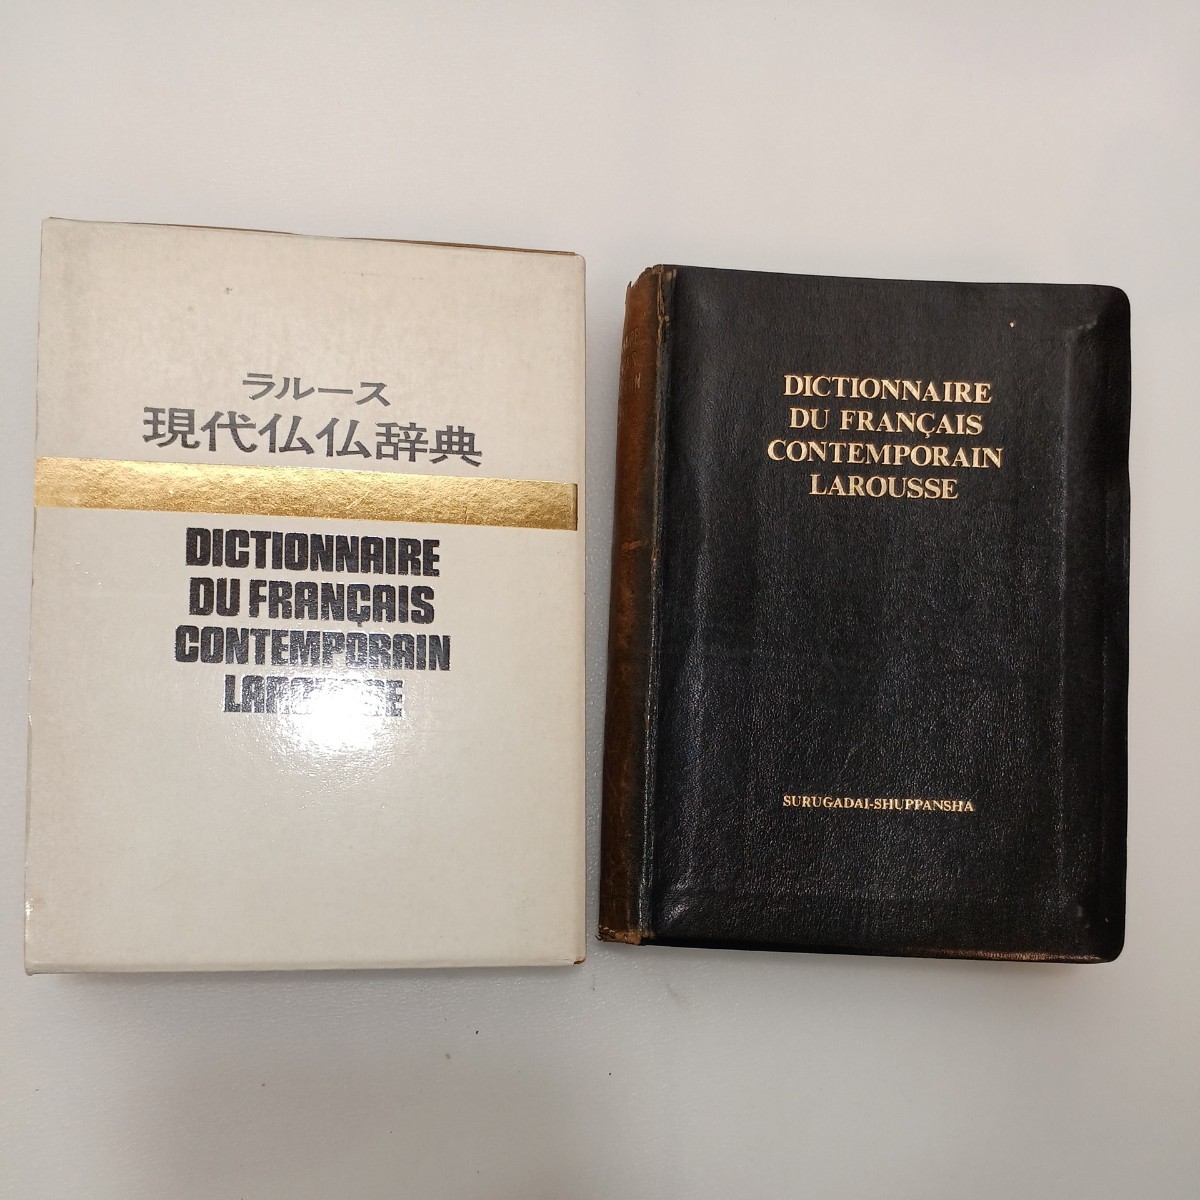 ラルース
現代仏仏辞典
DICTIONNAIRE
DU FRANÇAIS
CONTEMPORAIN
LAROUSSE
DICTIONNAIRE
DU FRANÇAIS
CONTEMPORAIN
LAROUSSE
SURUGADAI-SHUPPANSHA